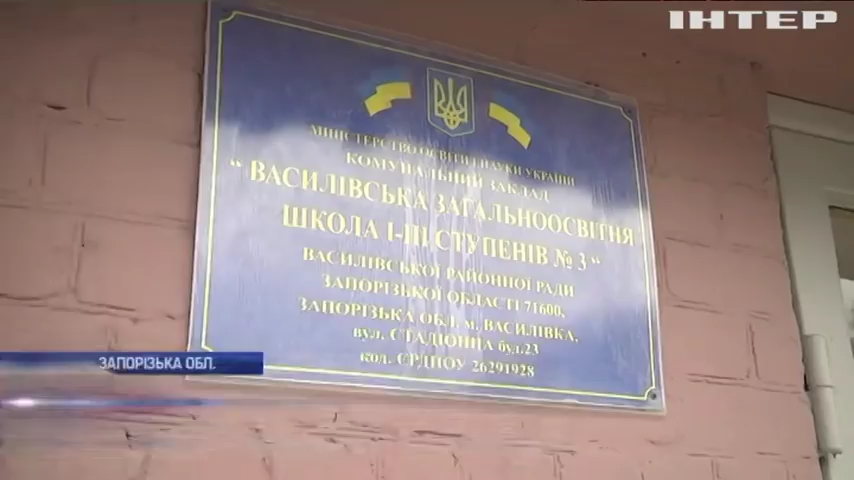 ІНТЕР
МІНІСТЕРСТВО ОСВІТИ І НАУКИ УКРАЇНИ
КОМУНАЛЬНИЙ ЗАКЛАД
“ ВАСИЛІВСЬКА ЗАГАЛЬНООСВІТНЯ
ШКОЛА І-ІІІ СТУПЕНІВ № 3 “
ВАСИЛІВСЬКОЇ РАЙОННОЇ РАДИ
ЗАПОРІЗЬКОЇ ОБЛАСТІ 71600,
ЗАПОРІЗЬКА ОБЛ. м. ВАСИЛІВКА,
вул. СТАДІОННА буд.23
код. ЄРДПОУ 26291928
ЗАПОРІЗЬКА ОБЛ.